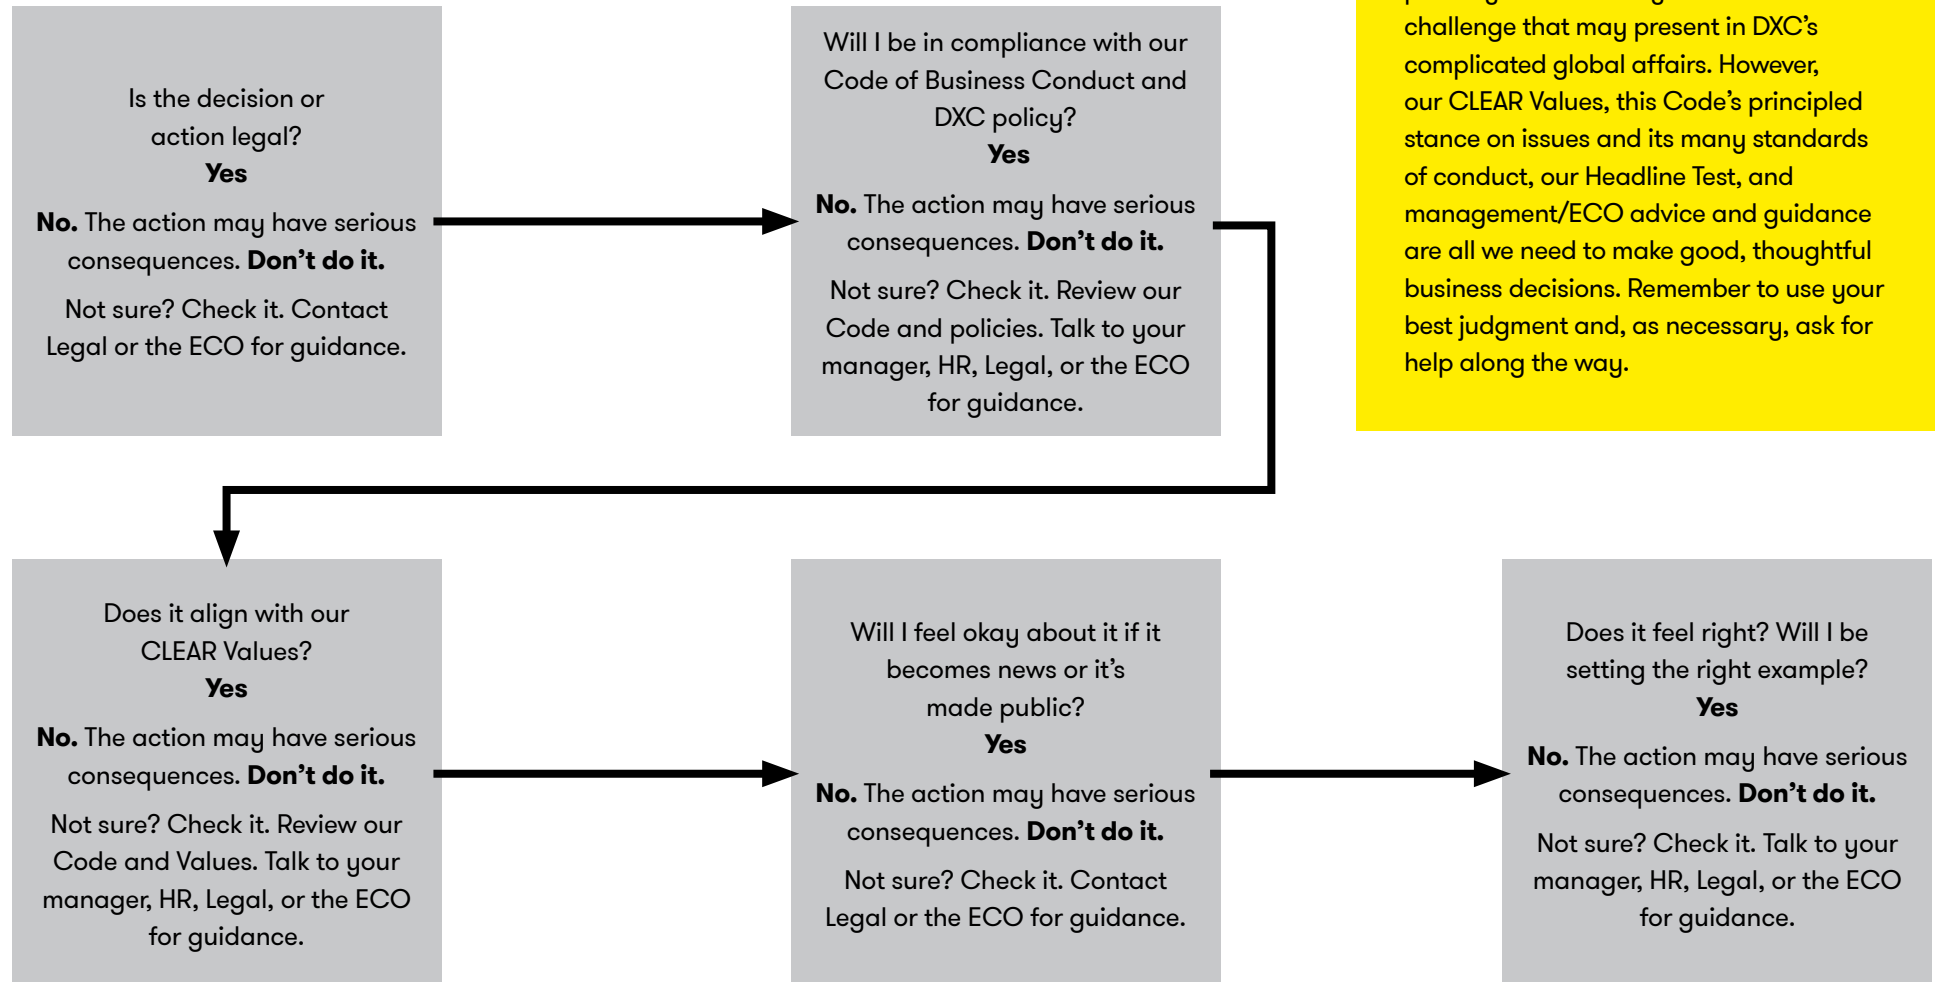 Is the decision or
action legal?
Yes
No. The action may have serious
consequences. Don't do it.
Not sure? Check it. Contact
Legal or the ECO for guidance.
Will I be in compliance with our
Code of Business Conduct and
DXC policy?
Yes
No. The action may have serious
consequences. Don't do it.
Not sure? Check it. Review our
Code and policies. Talk to your
manager, HR, Legal, or the ECO
for guidance.
challenge that may present in DXC's
complicated global affairs. However,
our CLEAR Values, this Code's principled
stance on issues and its many standards
of conduct, our Headline Test, and
management/ECO advice and guidance
are all we need to make good, thoughtful
business decisions. Remember to use your
best judgment and, as necessary, ask for
help along the way.
Does it align with our
CLEAR Values?
Yes
No. The action may have serious
consequences. Don't do it.
Not sure? Check it. Review our
Code and Values. Talk to your
manager, HR, Legal, or the ECO
for guidance.
Will I feel okay about it if it
becomes news or it's
made public?
Yes
No. The action may have serious
consequences. Don't do it.
Not sure? Check it. Contact
Legal or the ECO for guidance.
Does it feel right? Will I be
setting the right example?
Yes
No. The action may have serious
consequences. Don't do it.
Not sure? Check it. Talk to your
manager, HR, Legal, or the ECO
for guidance.